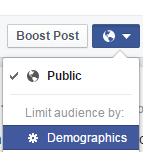 Boost Post
Public
Limit audience by:
Demographics